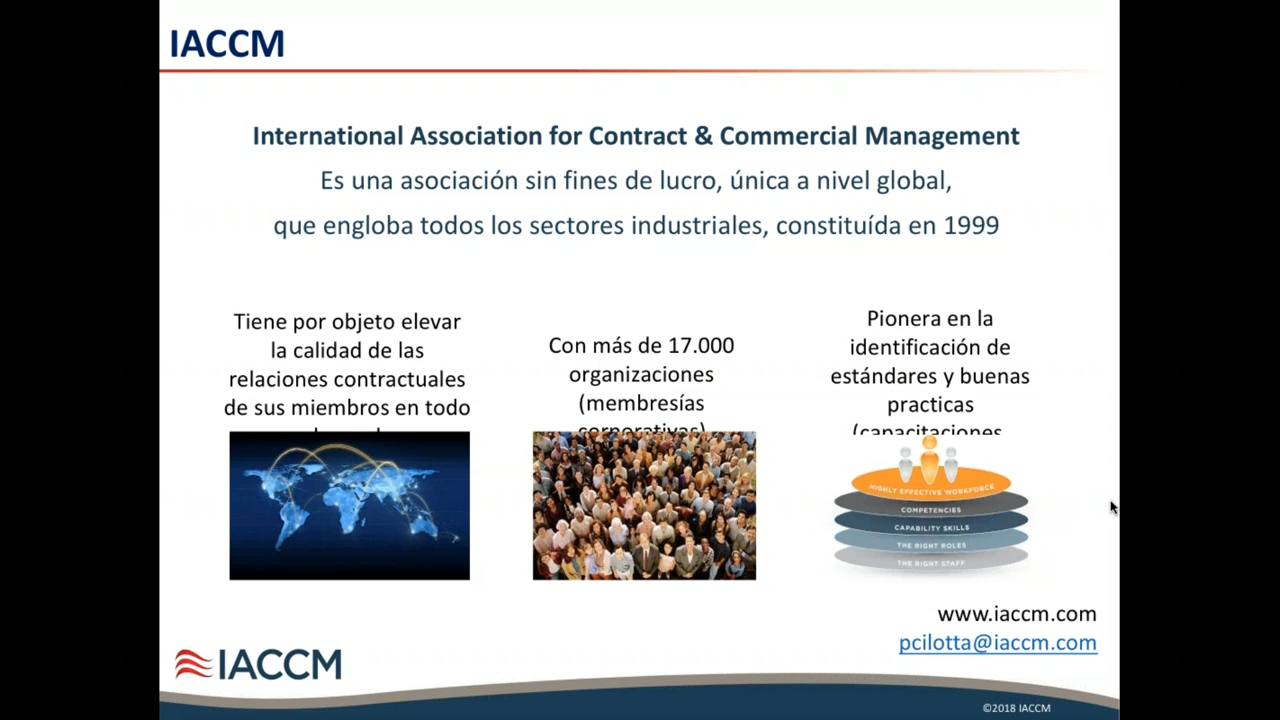 IACCM
International Association for Contract & Commercial Management
Es una asociación sin fines de lucro, única a nivel global,
que engloba todos los sectores industriales, constituída en 1999
Tiene por objeto elevar
la calidad de las
relaciones contractuales
de sus miembros en todo
Con más de 17.000
organizaciones
(membresías
corporativas)
Pionera en la
identificación de
estándares y buenas
practicas
(capacitaciones
HIGHLY EFFECTIVE WORKFORCE
COMPETENCIES
CAPABILITY SKILLS
THE RIGHT ROLES
THE RIGHT STAFF
www.iaccm.com
pcilotta@iaccm.com
IACCM
©2018 IACCM